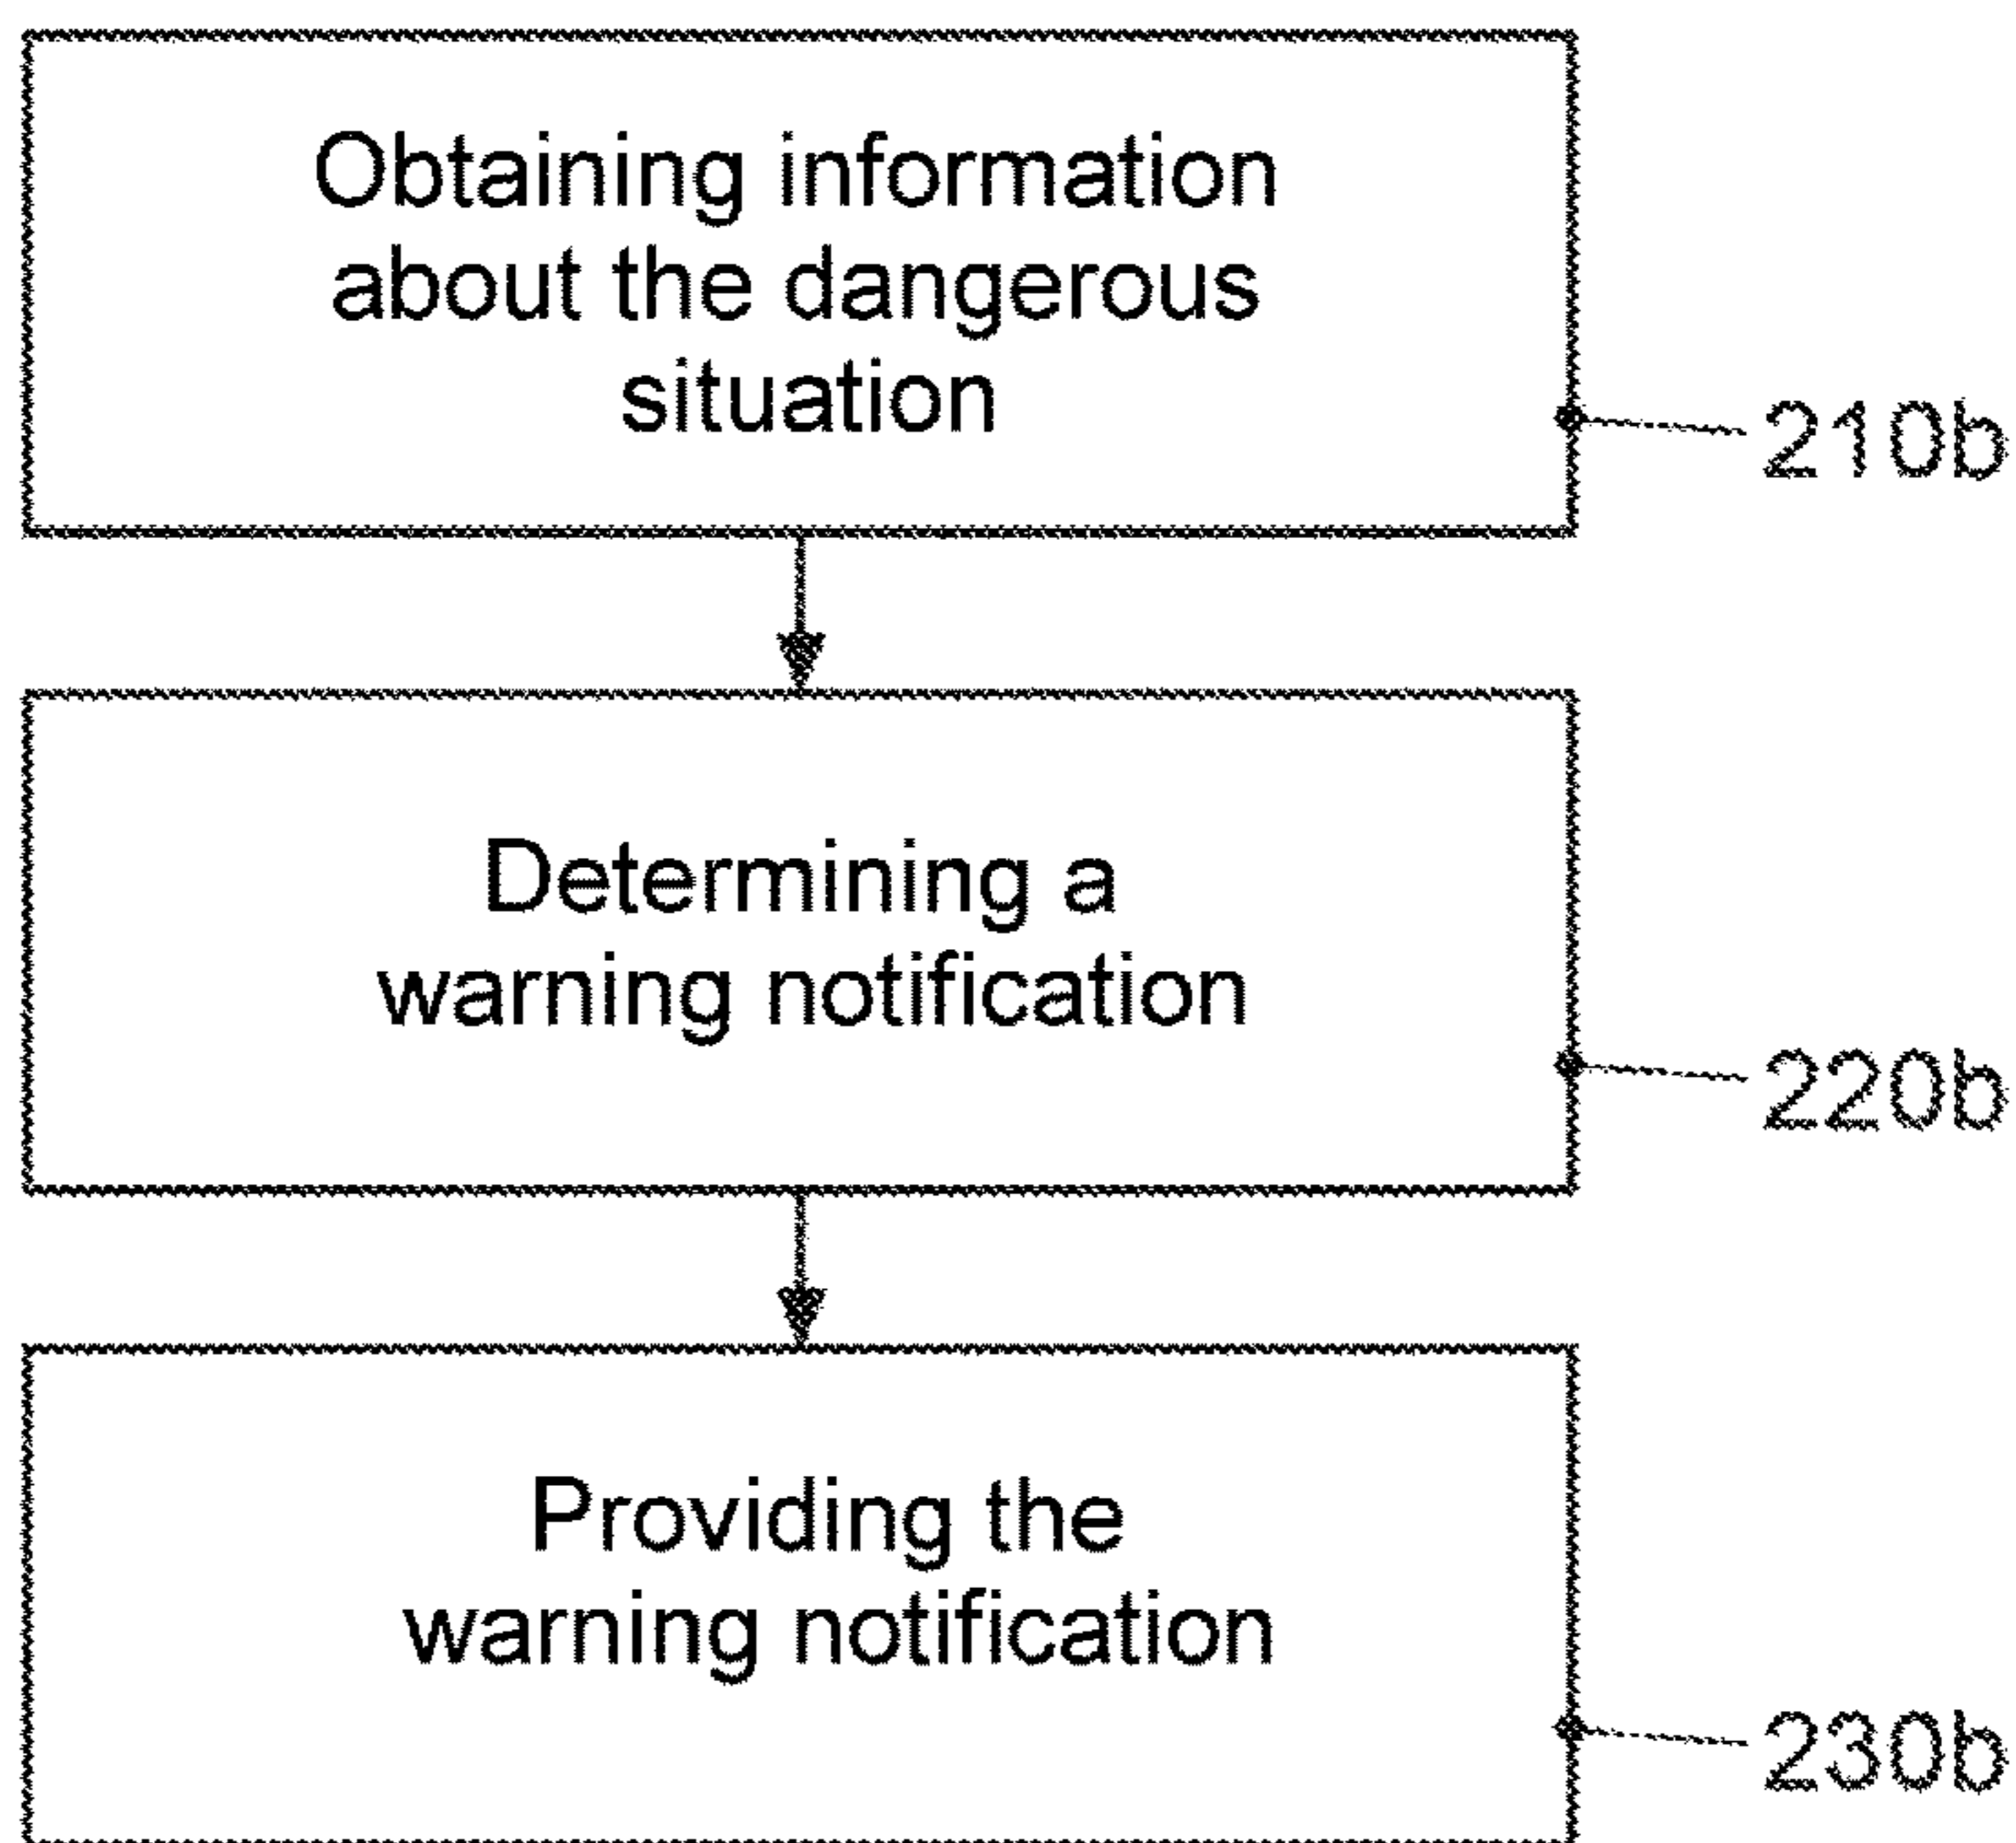 Obtaining information
about the dangerous
situation
210b
Determining a
warning notification
220b
Providing the
warning notification
230b